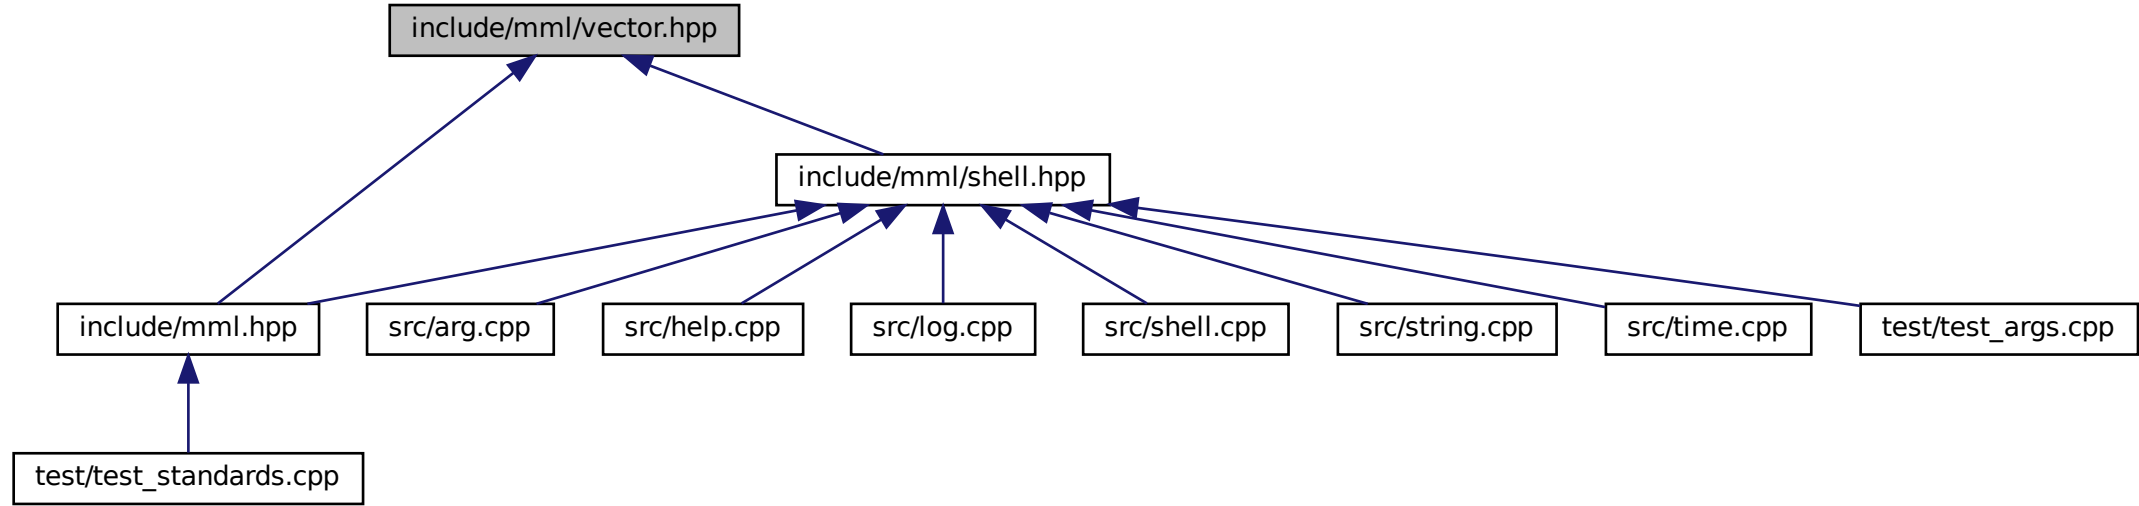 include/mml/vector.hpp
include/mml/shell.hpp
include/mml.hpp
src/arg.cpp
src/help.cpp
src/log.cpp
src/shell.cpp
src/string.cpp
src/time.cpp
test/test_args.cpp
test/test_standards.cpp